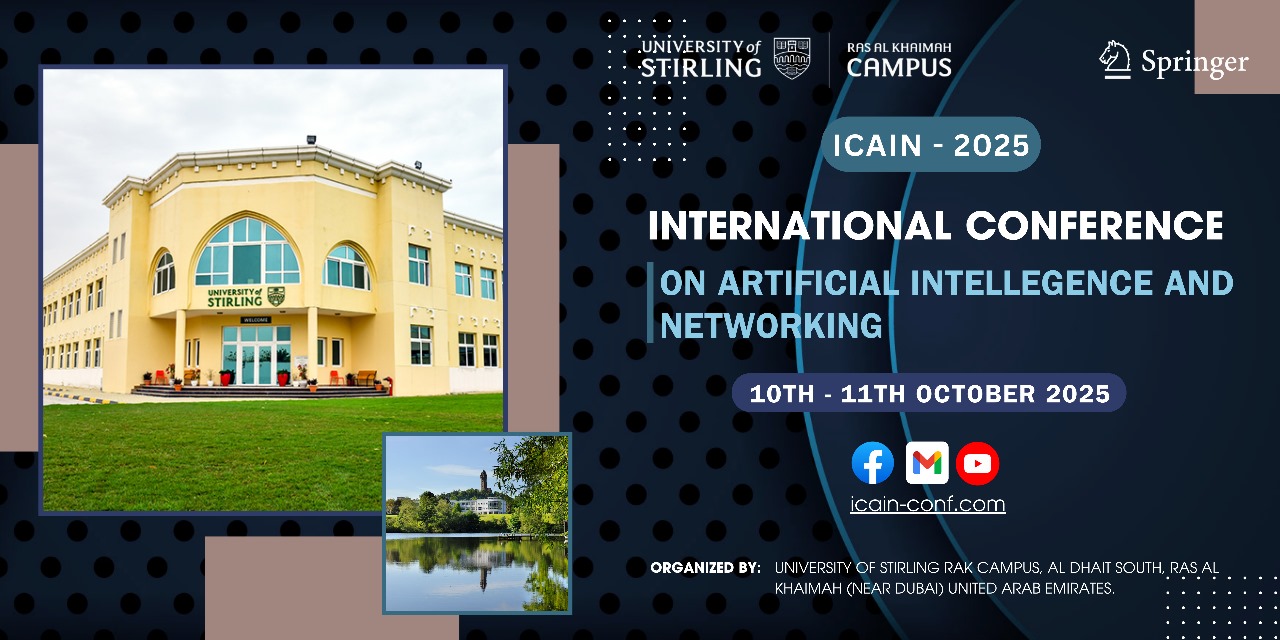 UNIVERSITY of
STIRLING
RAS AL KHAIMAH
CAMPUS
Springer
ICAIN - 2025
INTERNATIONAL CONFERENCE
ON ARTIFICIAL INTELLEGENCE AND
NETWORKING
10TH - 11TH OCTOBER 2025
icain-conf.com
ORGANIZED BY: UNIVERSITY OF STIRLING RAK CAMPUS, AL DHAIT SOUTH, RAS AL
KHAIMAH (NEAR DUBAI) UNITED ARAB EMIRATES.
UNIVERSITY of
STIRLING
WELCOME